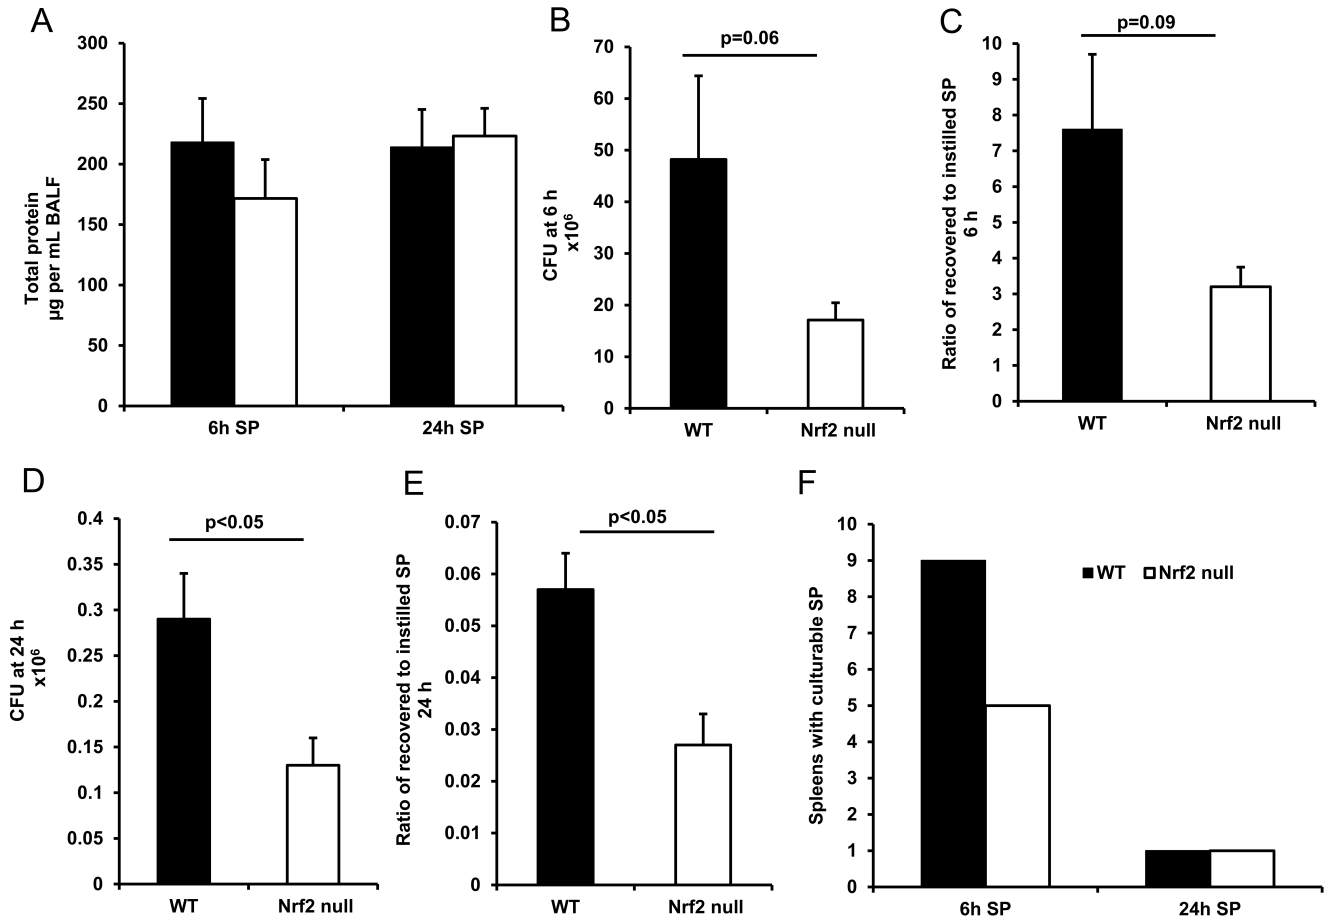 A
300
250
200
150
100
50
0
Total protein
µg per mL BALF
6h SP
24h SP
B
p=0.06
70
60
50
40
30
20
10
0
CFU at 6 h
x10⁶
WT
Nrf2 null
C
p=0.09
10
9
8
7
6
5
4
3
2
1
0
Ratio of recovered to instilled SP
6 h
WT
Nrf2 null
D
p<0.05
0.4
0.35
0.3
0.25
0.2
0.15
0.1
0.05
0
CFU at 24 h
x10⁶
WT
Nrf2 null
E
p<0.05
0.07
0.06
0.05
0.04
0.03
0.02
0.01
0
Ratio of recovered to instilled SP
24 h
WT
Nrf2 null
F
10
9
8
7
6
5
4
3
2
1
0
Spleens with culturable SP
WT Nrf2 null
6h SP
24h SP